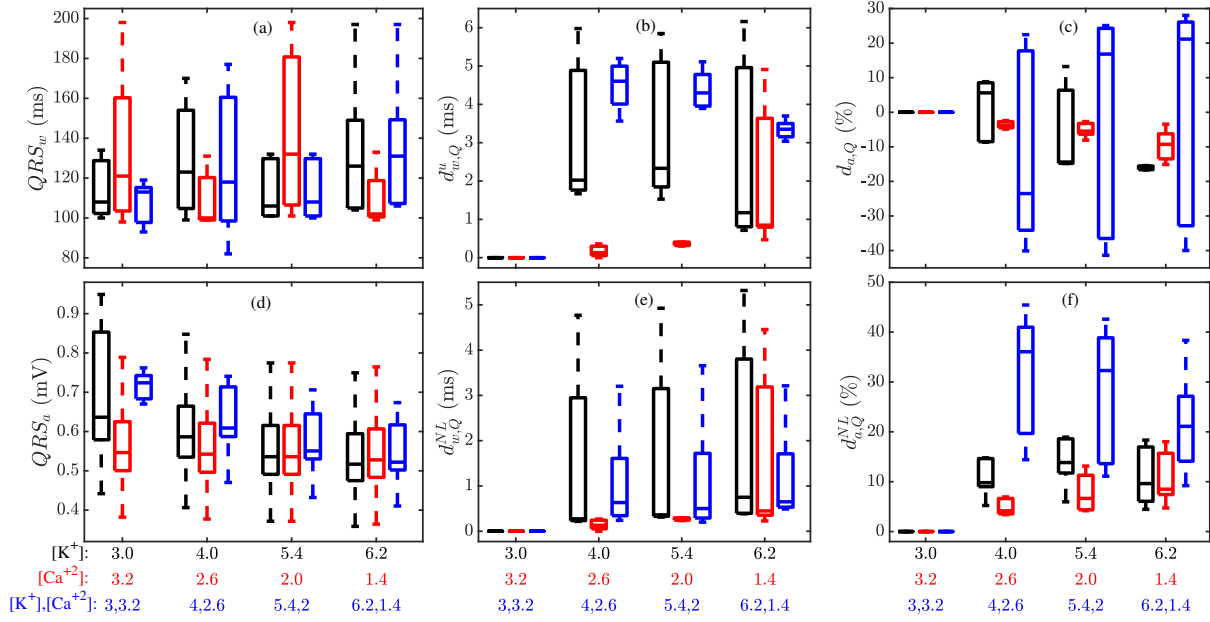 (a)
QRS_w (ms)
200
180
160
140
120
100
80
(b)
d^u_{w,Q} (ms)
6
5
4
3
2
1
0
(c)
d_{a,Q} (%)
30
20
10
0
-10
-20
-30
-40
(d)
QRS_a (mV)
0.9
0.8
0.7
0.6
0.5
0.4
(e)
d^{NL}_{w,Q} (ms)
5
4
3
2
1
0
(f)
d^{NL}_{a,Q} (%)
50
40
30
20
10
0
[K⁺]: 3.0 4.0 5.4 6.2 3.0 4.0 5.4 6.2 3.0 4.0 5.4 6.2
[Ca⁺²]: 3.2 2.6 2.0 1.4 3.2 2.6 2.0 1.4 3.2 2.6 2.0 1.4
[K⁺],[Ca⁺²]: 3,3.2 4,2.6 5.4,2 6.2,1.4 3,3.2 4,2.6 5.4,2 6.2,1.4 3,3.2 4,2.6 5.4,2 6.2,1.4